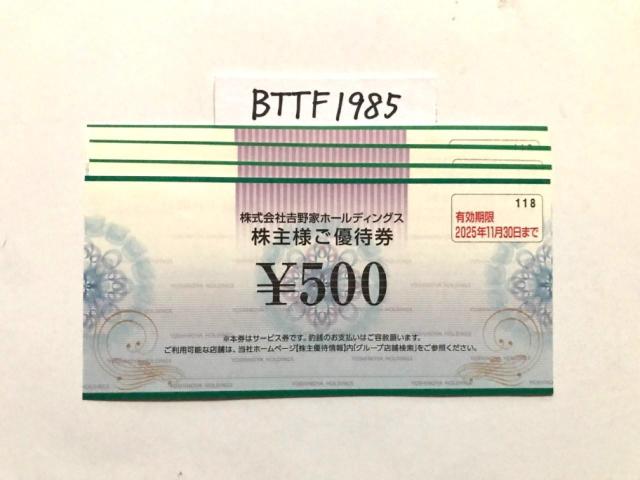 BTTF1985
118
有効期限
2025年11月30日まで
株式会社吉野家ホールディングス
株主様ご優待券
¥500
※本券はサービス券です。釣銭のお支払いはご容赦願います。
ご利用可能な店舗は、当社ホームページ[株主優待情報]内[グループ店舗検索]をご参照ください。
YOSHINOYA HOLDINGS